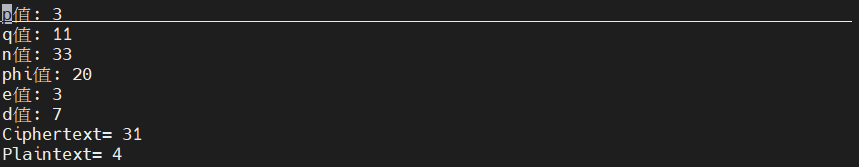 p值: 3
q值: 11
n值: 33
phi值: 20
e值: 3
d值: 7
Ciphertext= 31
Plaintext= 4